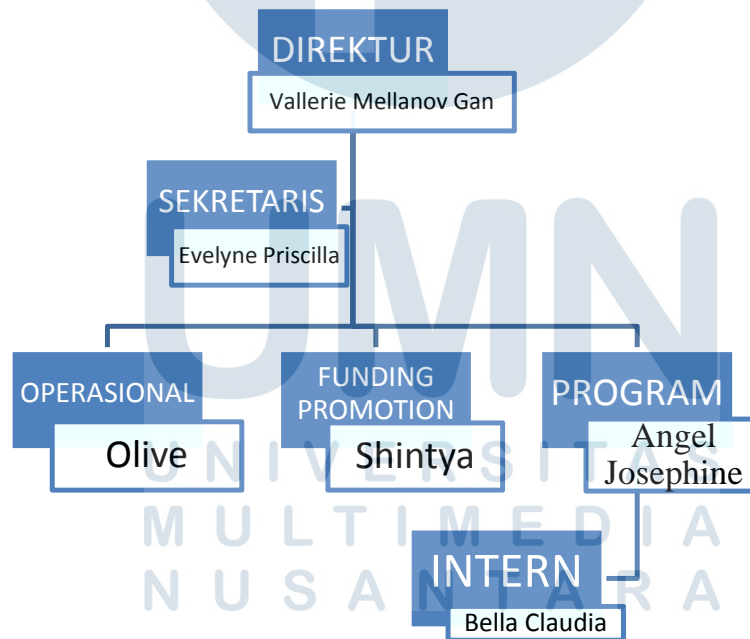 DIREKTUR
Vallerie Mellanov Gan
SEKRETARIS
Evelyne Priscilla
OPERASIONAL
Olive
FUNDING
PROMOTION
Shintya
PROGRAM
Angel
Josephine
INTERN
Bella Claudia
UMN
UNIVERSITAS
MULTIMEDIA
NUSANTARA